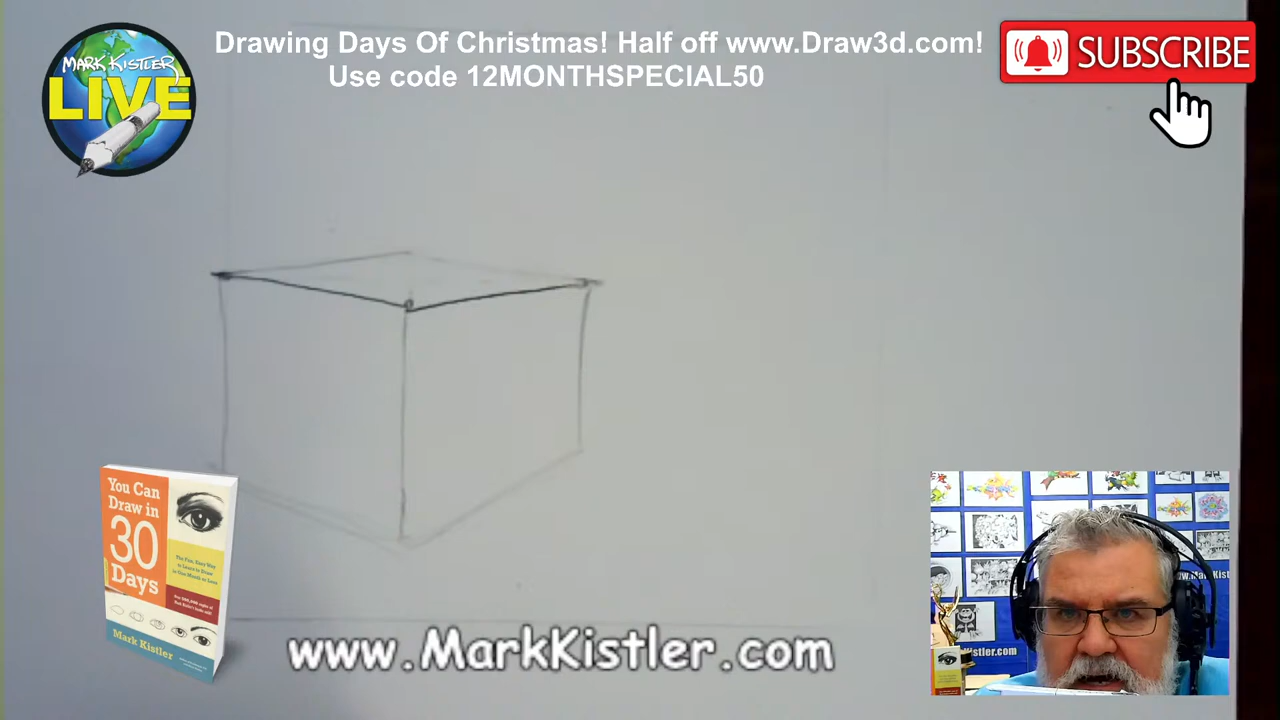 Drawing Days Of Christmas! Half off www.Draw3d.com!
Use code 12MONTHSPECIAL50
SUBSCRIBE
MARK KISTLER
LIVE
You Can
Draw in
30
Days
Mark Kistler
www.MarkKistler.com